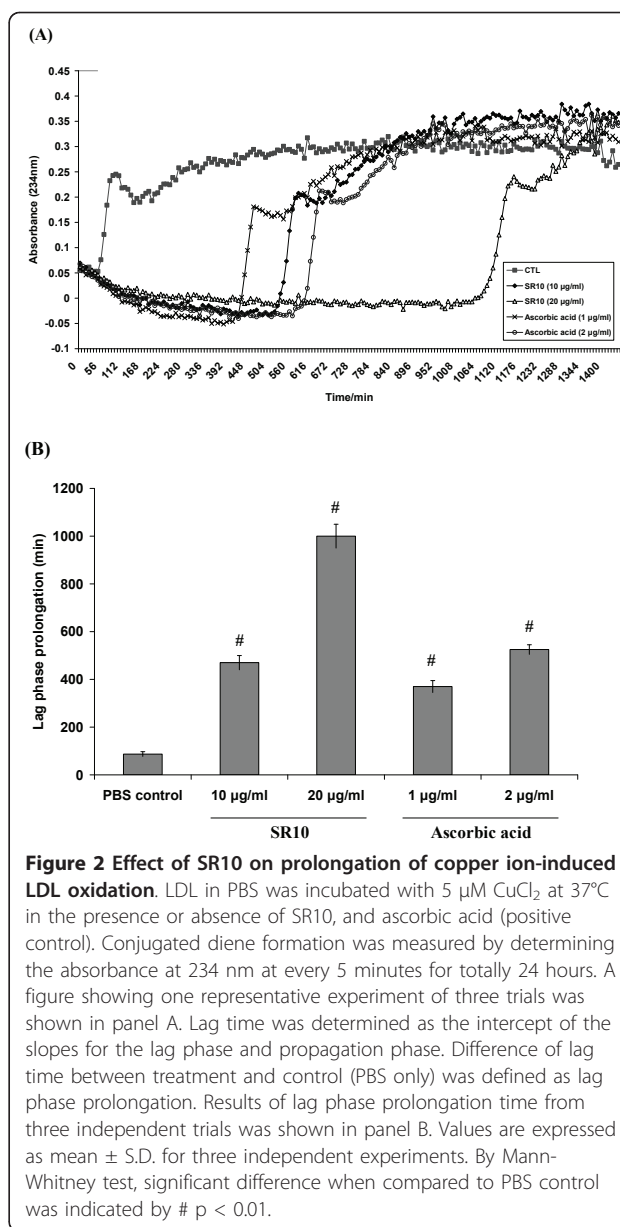 (A)
0.45
0.4
0.35
0.3
0.25
0.2
0.15
0.1
0.05
0
-0.05
-0.1
Absorbance (234nm)
CTL
SR10 (10 µg/ml)
SR10 (20 µg/ml)
Ascorbic acid (1 µg/ml)
Ascorbic acid (2 µg/ml)
0 56 112 168 224 280 336 392 448 504 560 616 672 728 784 840 896 952 1008 1064 1120 1176 1232 1288 1344 1400
Time/min
(B)
1200
1000
800
600
400
200
0
Lag phase prolongation (min)
# # # #
PBS control 10 µg/ml 20 µg/ml 1 µg/ml 2 µg/ml
SR10 Ascorbic acid
Figure 2 Effect of SR10 on prolongation of copper ion-induced
LDL oxidation. LDL in PBS was incubated with 5 µM CuCl₂ at 37°C
in the presence or absence of SR10, and ascorbic acid (positive
control). Conjugated diene formation was measured by determining
the absorbance at 234 nm at every 5 minutes for totally 24 hours. A
figure showing one representative experiment of three trials was
shown in panel A. Lag time was determined as the intercept of the
slopes for the lag phase and propagation phase. Difference of lag
time between treatment and control (PBS only) was defined as lag
phase prolongation. Results of lag phase prolongation time from
three independent trials was shown in panel B. Values are expressed
as mean ± S.D. for three independent experiments. By Mann-
Whitney test, significant difference when compared to PBS control
was indicated by # p < 0.01.